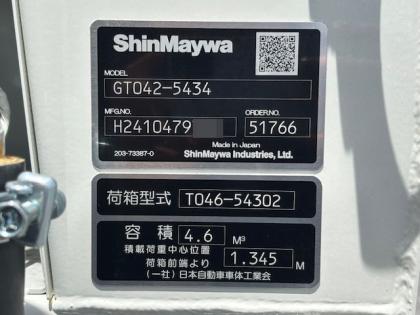 ShinMaywa
MODEL
GT042-5434
MFG.NO. ORDER.NO.
H2410479 51766
Made in Japan
203-73387-0 ShinMaywa Industries, Ltd.
荷箱型式 T046-54302
容積 4.6 M³
積載荷重中心位置
荷箱前端より 1.345 M
(一社)日本自動車車体工業会